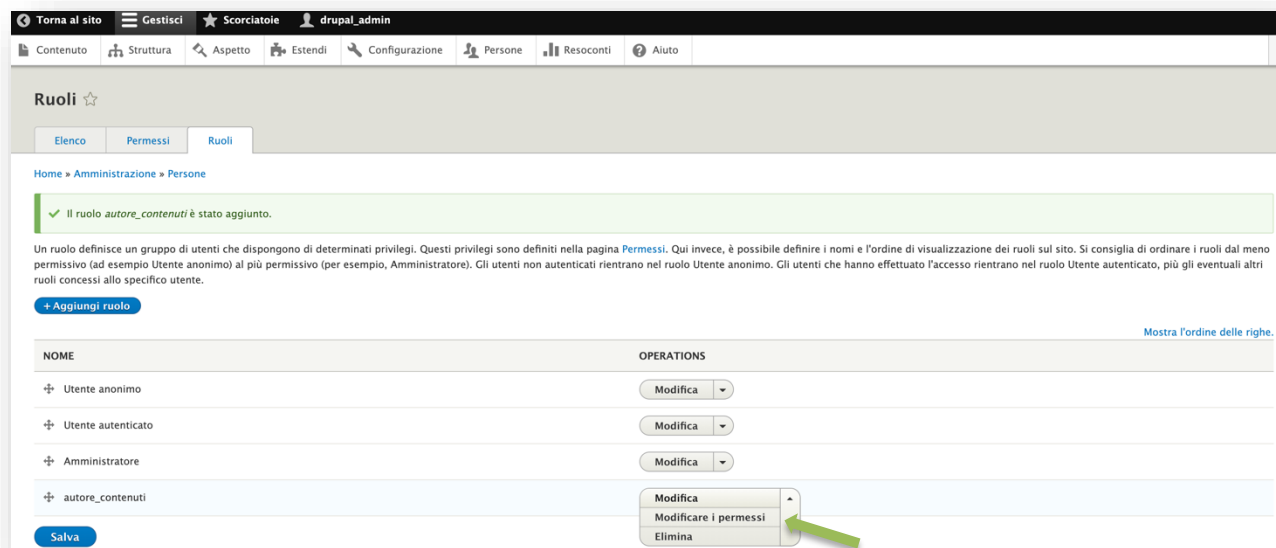 Torna al sito Gestisci Scorciatoie drupal_admin
Contenuto Struttura Aspetto Estendi Configurazione Persone Resoconti Aiuto
Ruoli
Elenco Permessi Ruoli
Home » Amministrazione » Persone
Il ruolo autore_contenuti è stato aggiunto.
Un ruolo definisce un gruppo di utenti che dispongono di determinati privilegi. Questi privilegi sono definiti nella pagina Permessi. Qui invece, è possibile definire i nomi e l'ordine di visualizzazione dei ruoli sul sito. Si consiglia di ordinare i ruoli dal meno
permissivo (ad esempio Utente anonimo) al più permissivo (per esempio, Amministratore). Gli utenti non autenticati rientrano nel ruolo Utente anonimo. Gli utenti che hanno effettuato l'accesso rientrano nel ruolo Utente autenticato, più gli eventuali altri
ruoli concessi allo specifico utente.
+ Aggiungi ruolo
Mostra l'ordine delle righe.
NOME OPERATIONS
Utente anonimo Modifica
Utente autenticato Modifica
Amministratore Modifica
autore_contenuti Modifica
Modificare i permessi
Salva Elimina